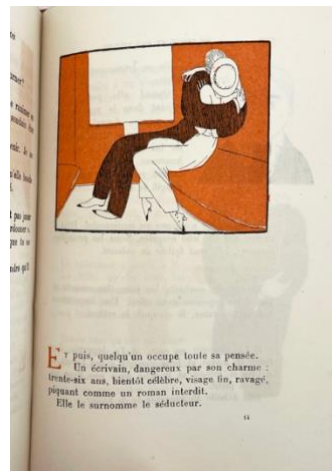 ET puis, quelqu'un occupe toute sa pensée.
Un écrivain, dangereux par son charme :
trente-six ans, bientôt célèbre, visage fin, ravagé,
piquant comme un roman interdit.
Elle le surnomme le séducteur.